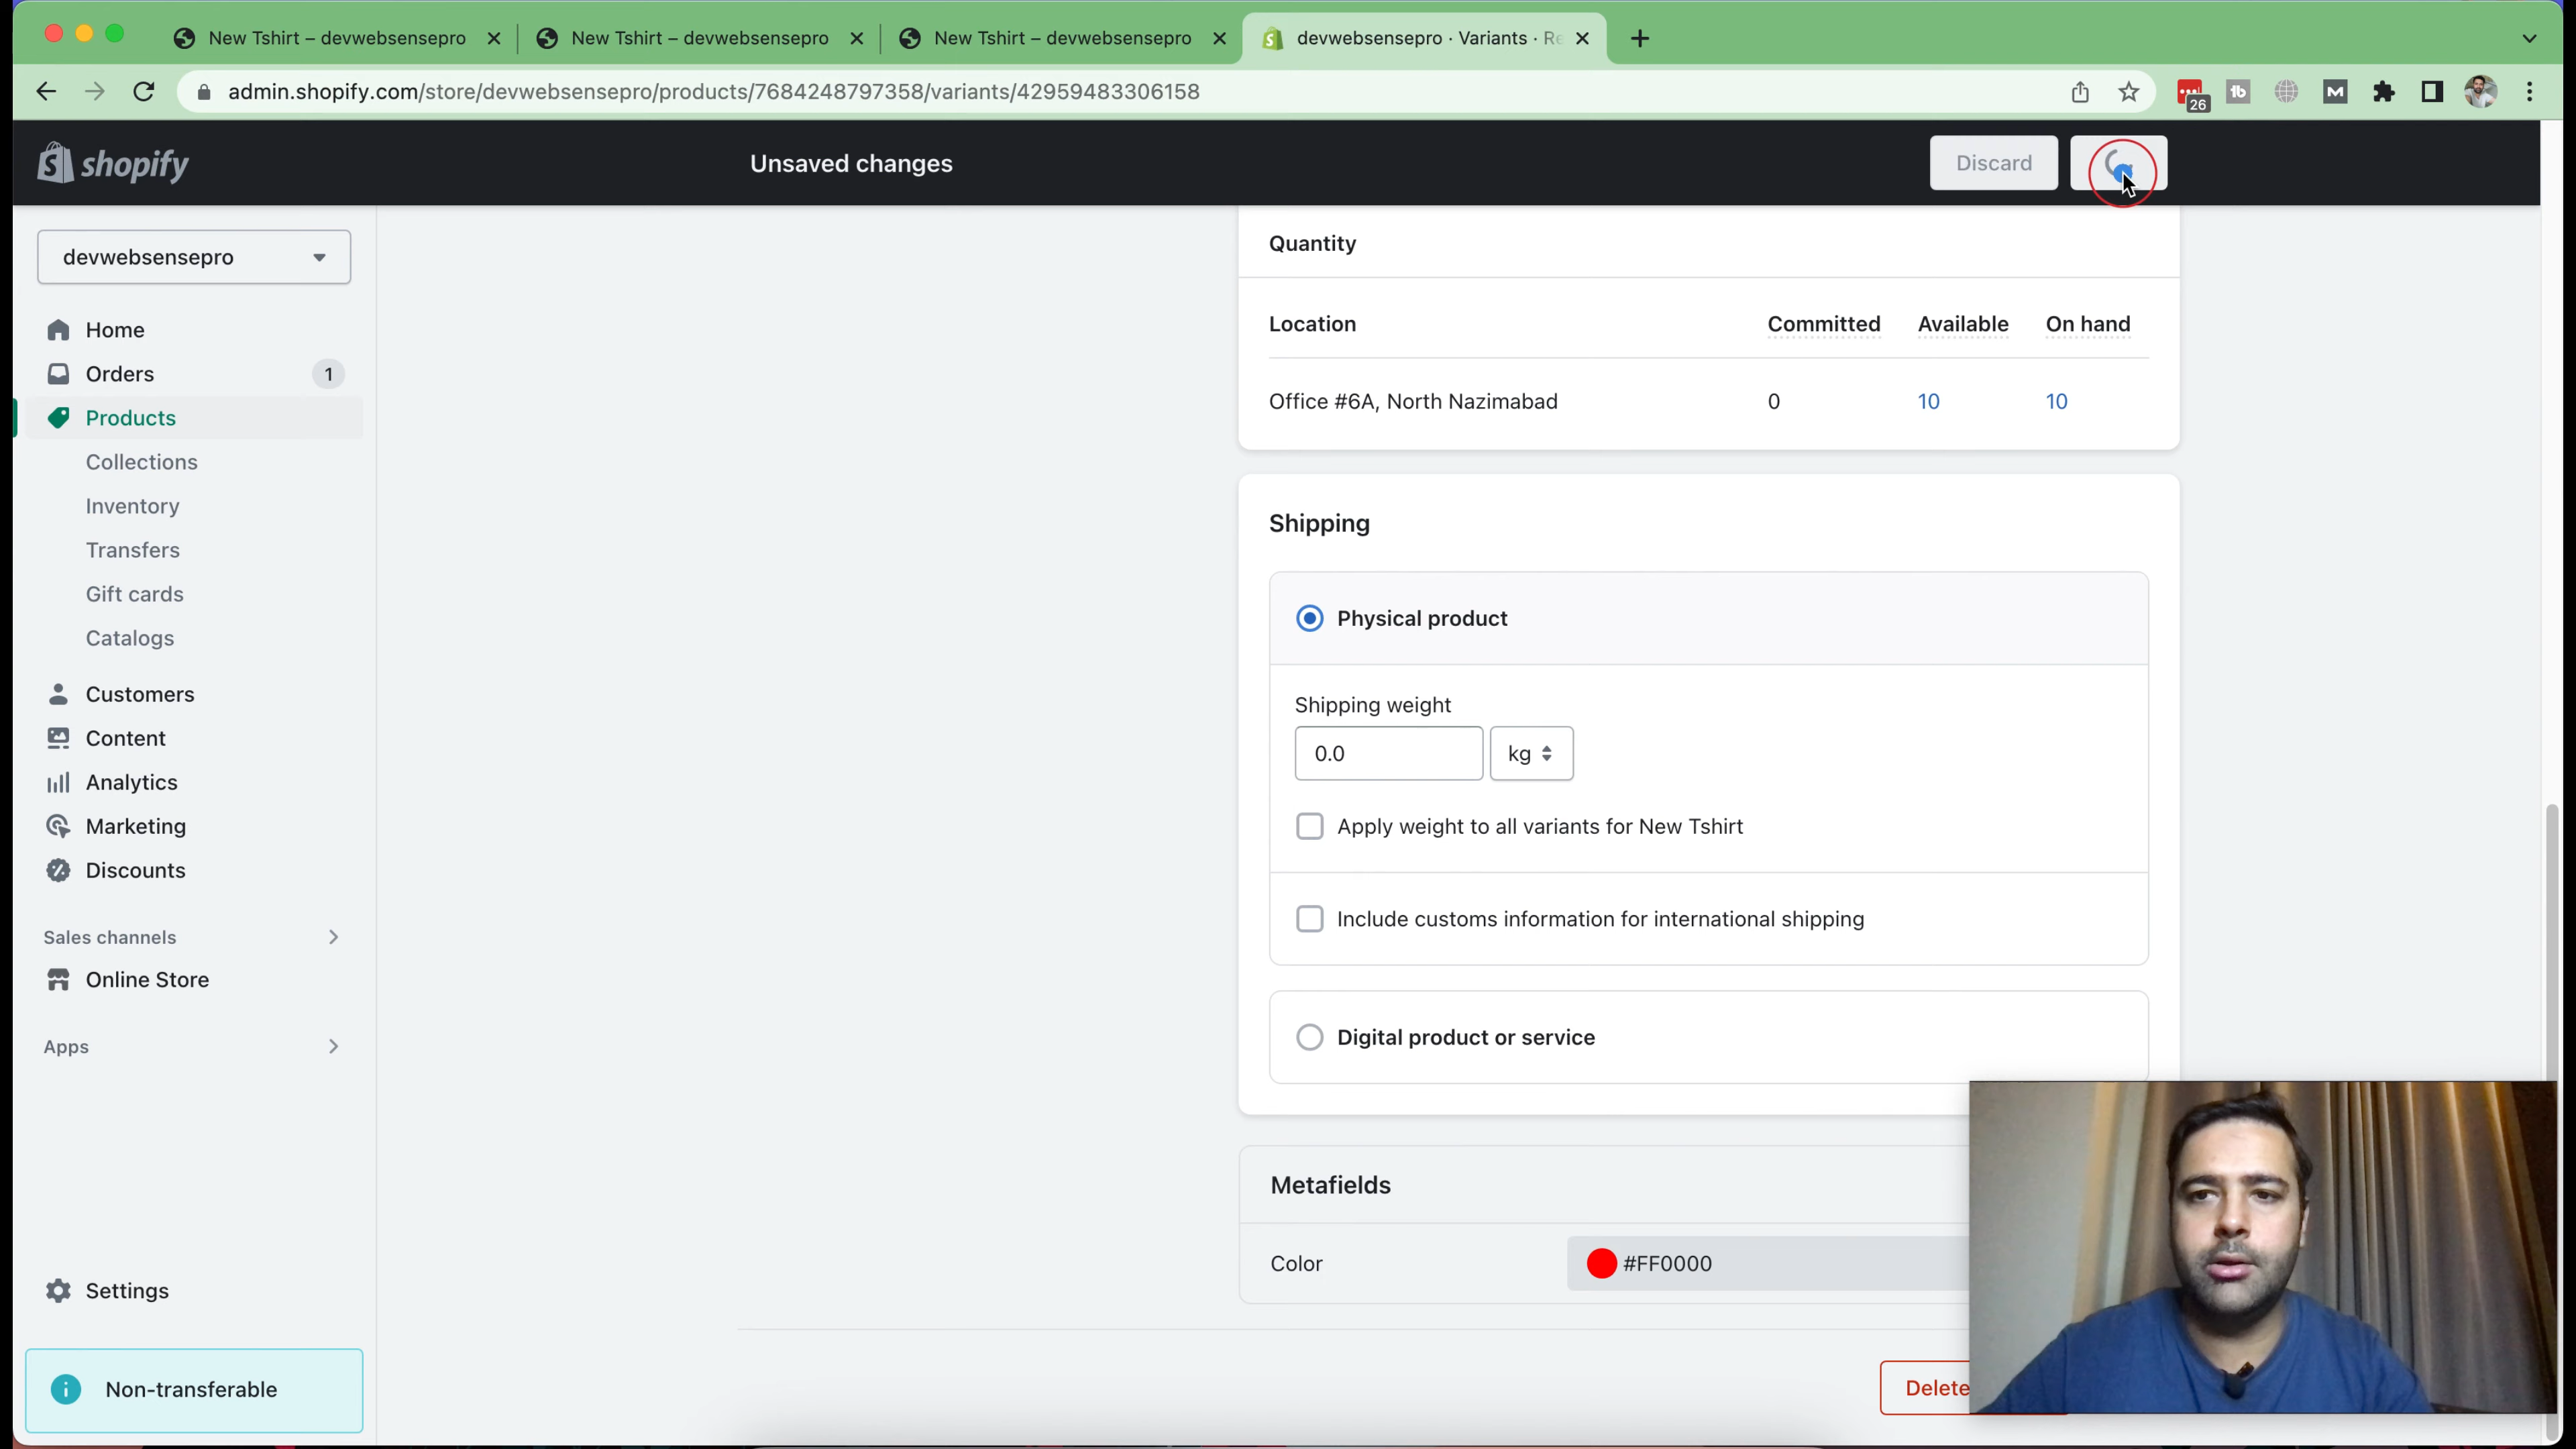 New Tshirt – devwebsensepro
New Tshirt – devwebsensepro
New Tshirt – devwebsensepro
devwebsensepro · Variants · Re
admin.shopify.com/store/devwebsensepro/products/7684248797358/variants/42959483306158
26
shopify
Unsaved changes
Discard
devwebsensepro
Home
Orders
1
Products
Collections
Inventory
Transfers
Gift cards
Catalogs
Customers
Content
Analytics
Marketing
Discounts
Sales channels
Online Store
Apps
Settings
Non-transferable
Quantity
Location
Committed
Available
On hand
Office #6A, North Nazimabad
0
10
10
Shipping
Physical product
Shipping weight
0.0
kg
Apply weight to all variants for New Tshirt
Include customs information for international shipping
Digital product or service
Metafields
Color
#FF0000
Delete